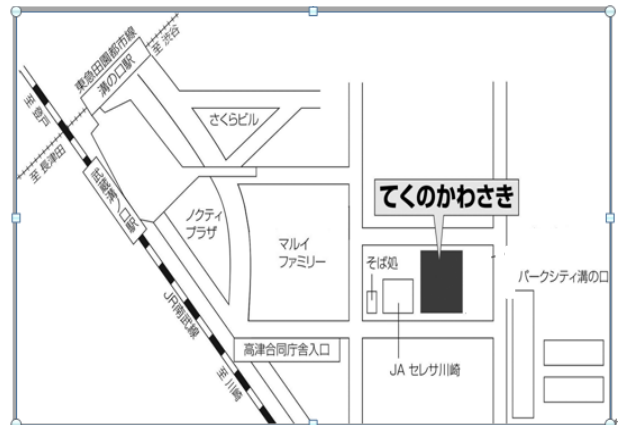 東急田園都市線
溝の口駅
至 渋谷
至 登戸
至 長津田
武蔵溝ノ口駅
さくらビル
ノクティ
プラザ
マルイ
ファミリー
てくのかわさき
そば処
パークシティ溝の口
JR南武線
高津合同庁舎入口
JA セレサ川崎
至 川崎